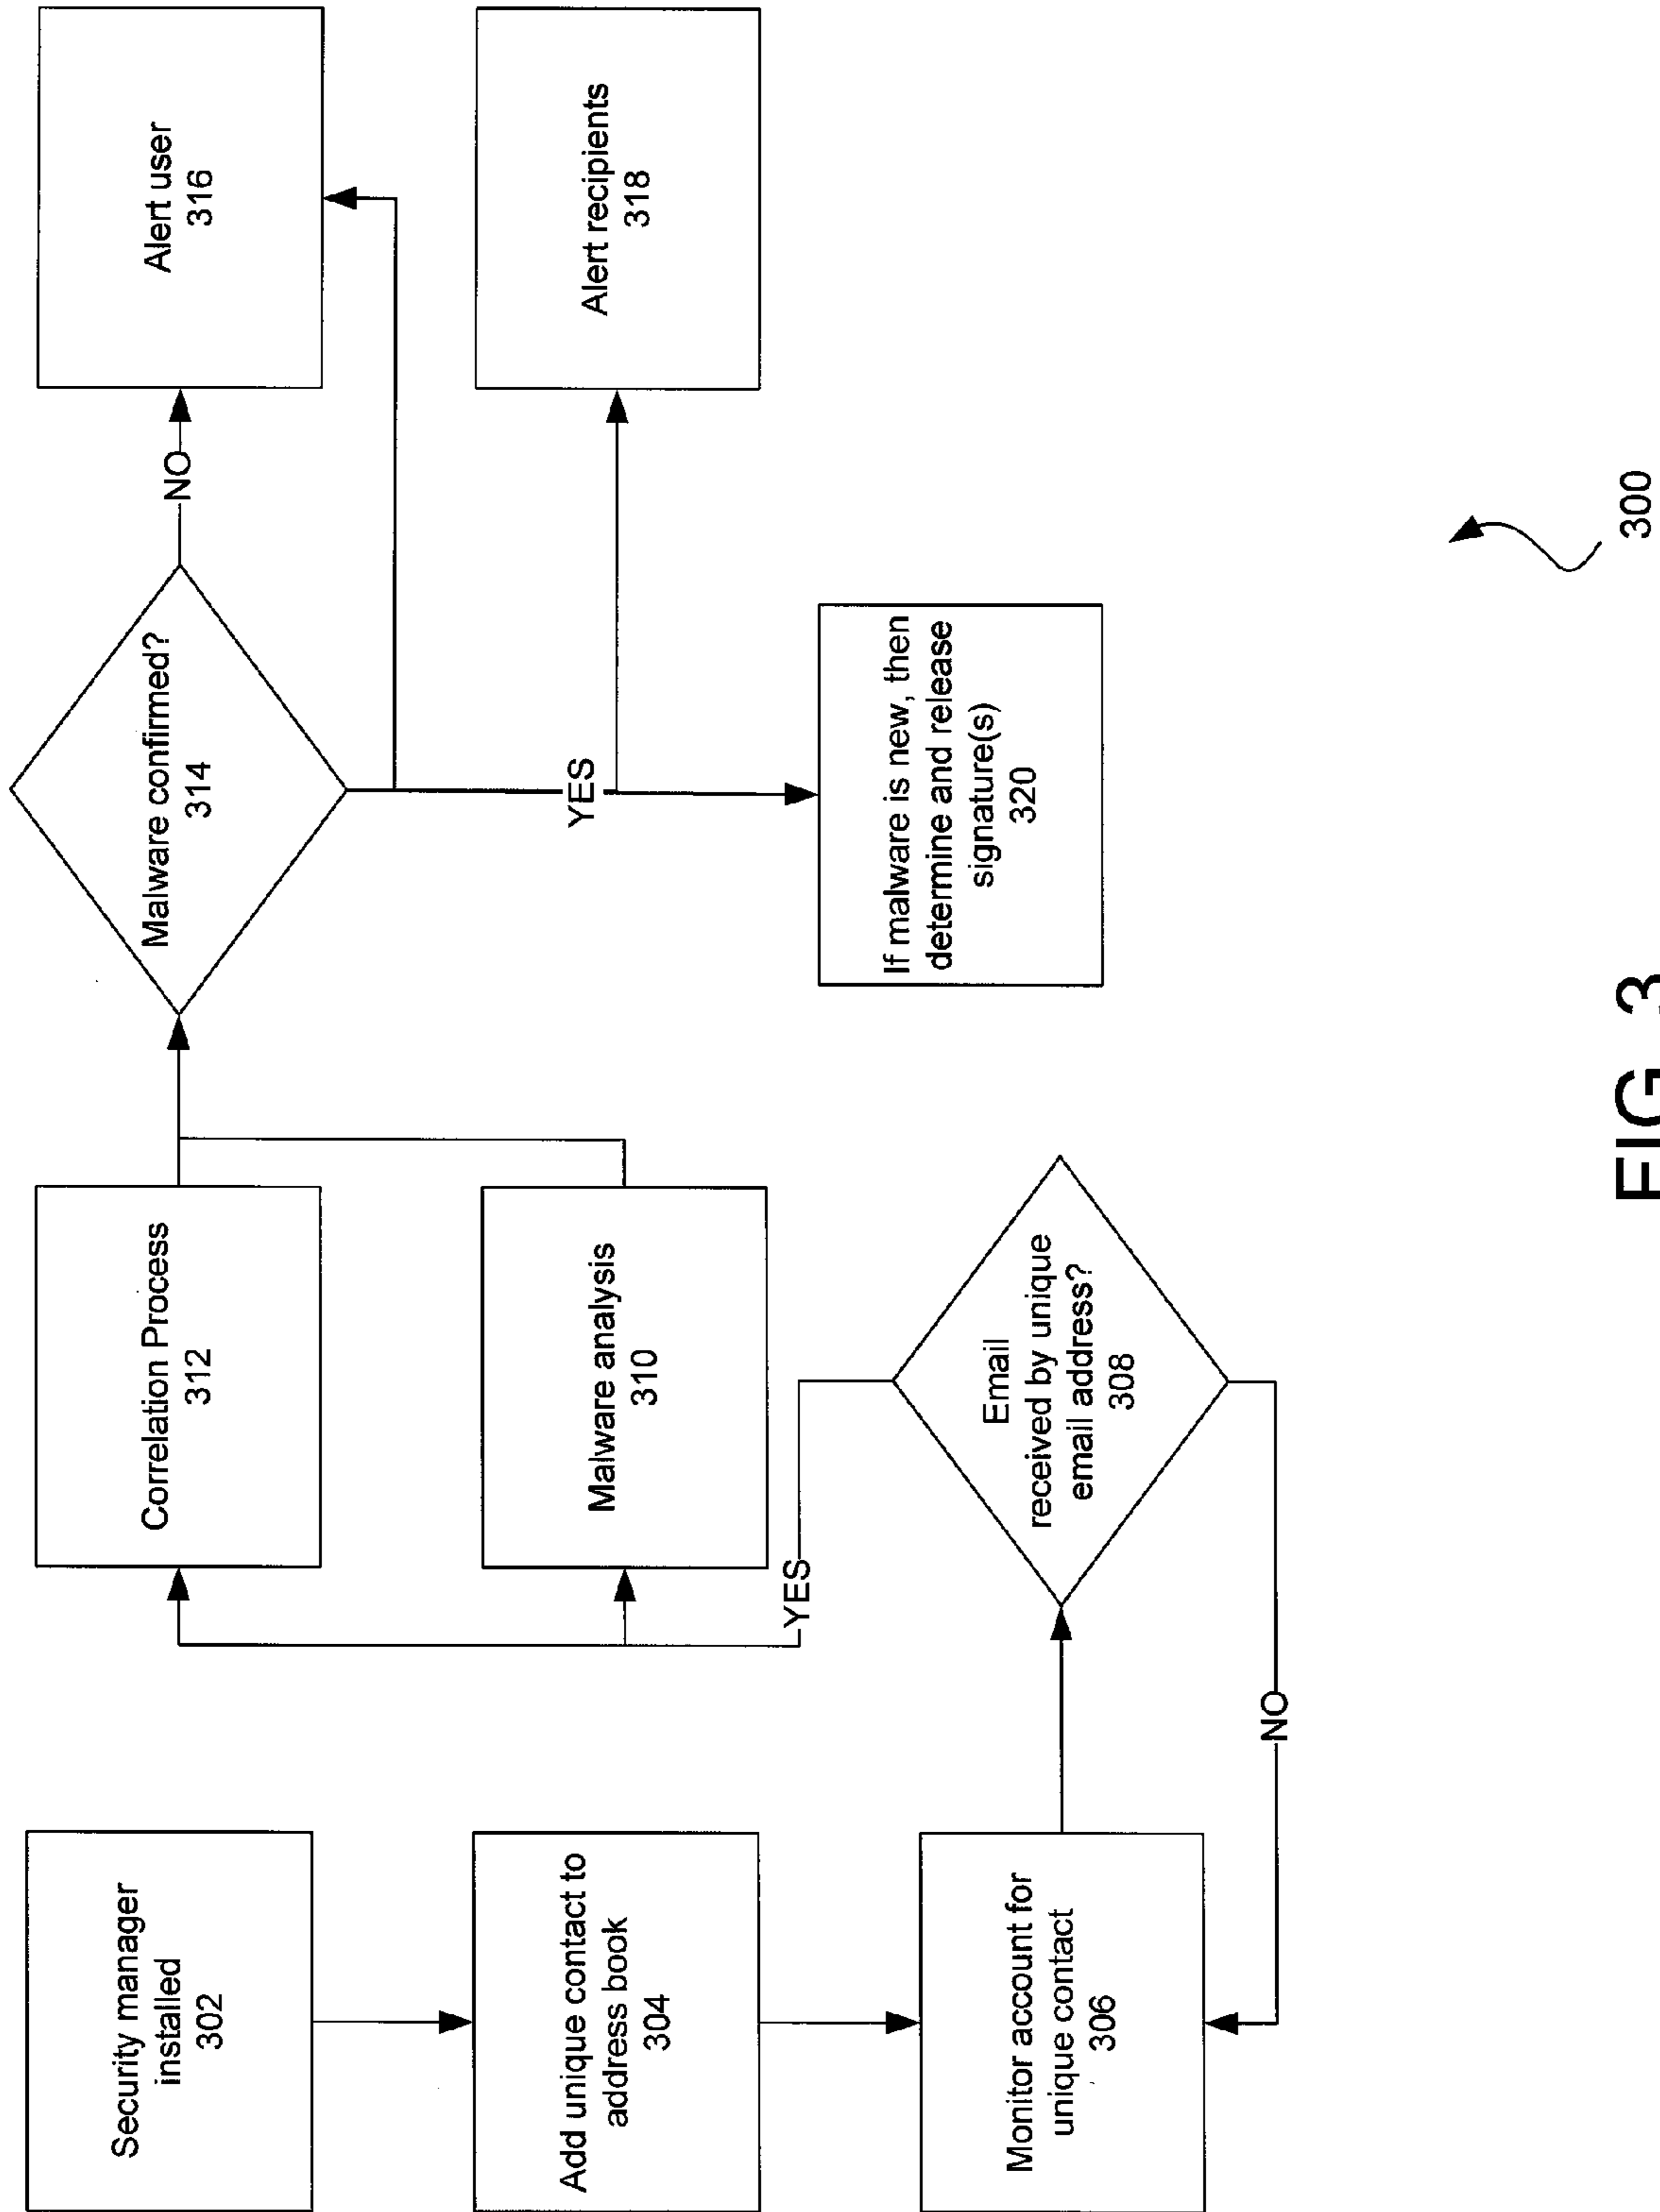 Security manager
installed
302
Add unique contact to
address book
304
Monitor account for
unique contact
306
Email
received by unique
email address?
308
NO
YES
Correlation Process
312
Malware analysis
310
Malware confirmed?
314
NO
YES
Alert user
316
Alert recipients
318
If malware is new, then
determine and release
signature(s)
320
300
FIG. 3